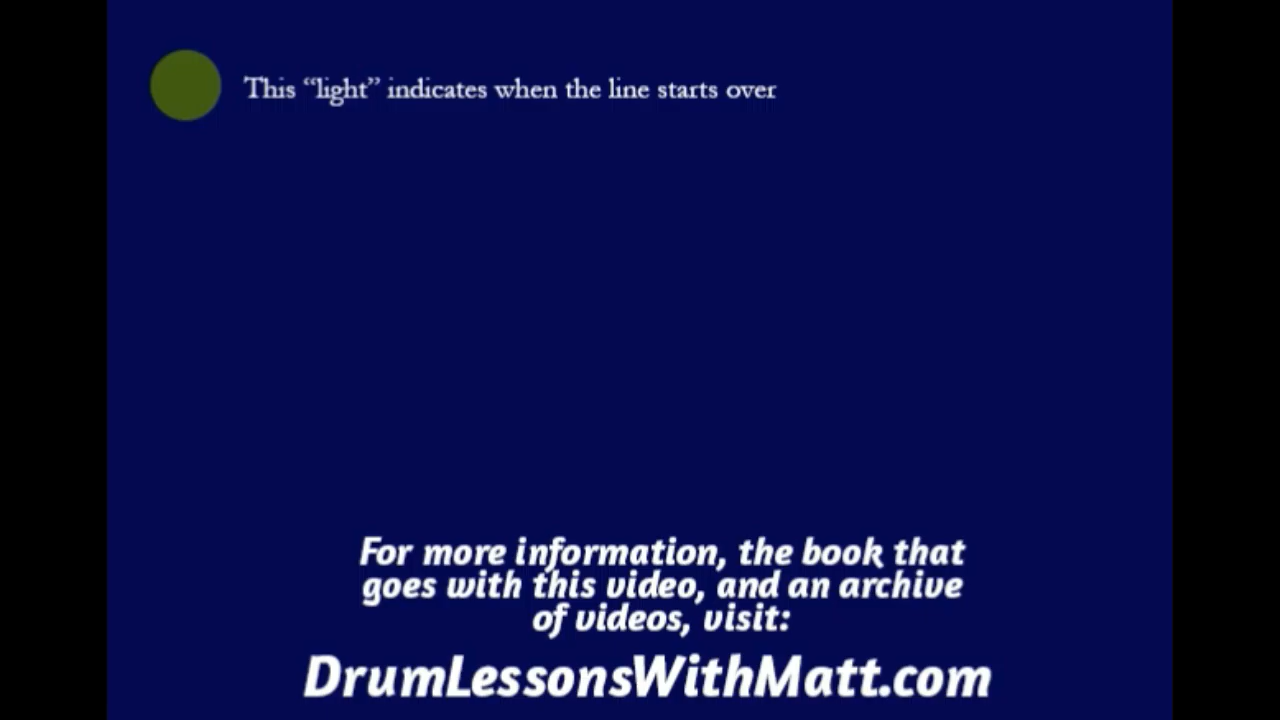 This “light” indicates when the line starts over
For more information, the book that
goes with this video, and an archive
of videos, visit:
DrumLessonsWithMatt.com